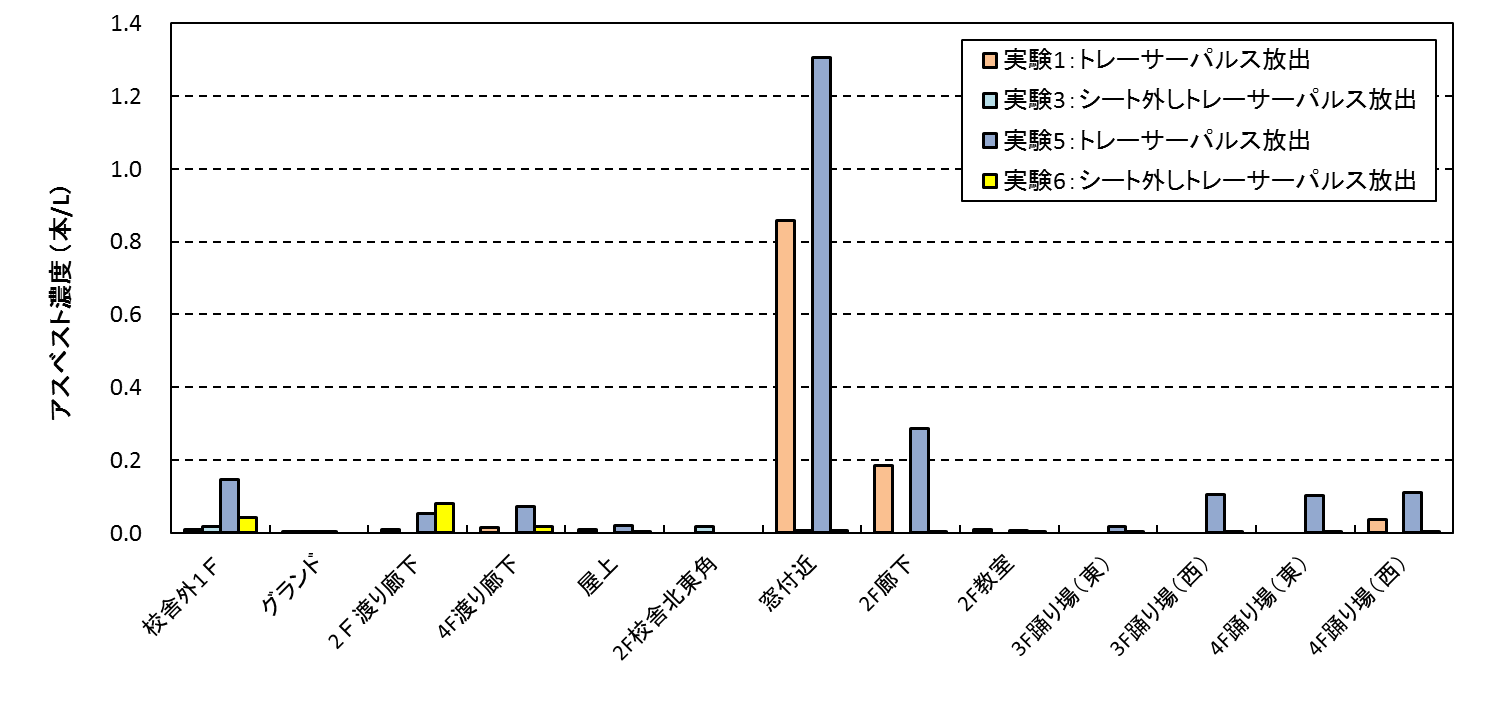 1.4
1.2
1.0
0.8
0.6
0.4
0.2
0.0
アスベスト濃度（本/L）
実験1：トレーサーパルス放出
実験3：シート外しトレーサーパルス放出
実験5：トレーサーパルス放出
実験6：シート外しトレーサーパルス放出
校舎外１Ｆ
グランド
２Ｆ渡り廊下
4F渡り廊下
屋上
2F校舎北東角
窓付近
2F廊下
2F教室
3F踊り場（東）
3F踊り場（西）
4F踊り場（東）
4F踊り場（西）